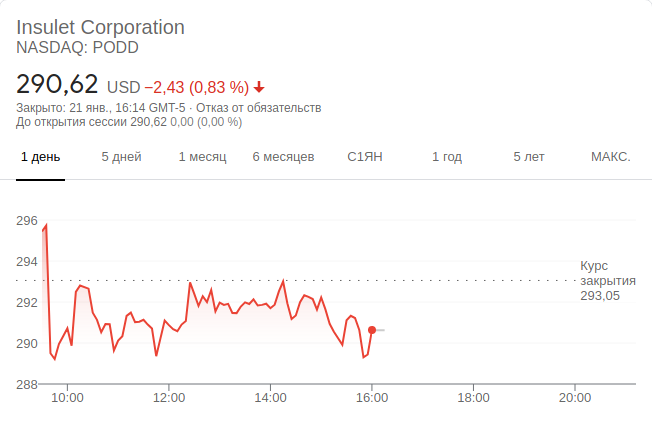 Insulet Corporation
NASDAQ: PODD
290,62 USD −2,43 (0,83 %)
Закрыто: 21 янв., 16:14 GMT-5 · Отказ от обязательств
До открытия сессии 290,62 0,00 (0,00 %)
1 день 5 дней 1 месяц 6 месяцев С1ЯН 1 год 5 лет МАКС.
296
294
Курс
закрытия
293,05
292
290
288
10:00 12:00 14:00 16:00 18:00 20:00